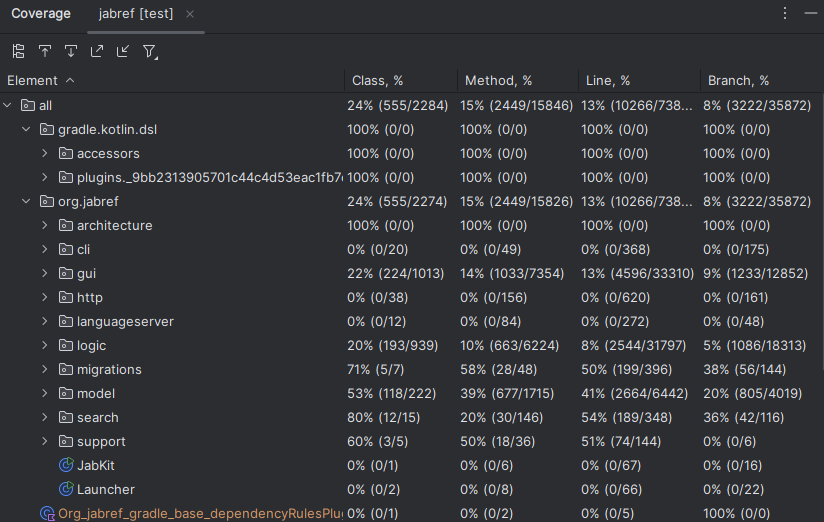 Coverage jabref [test]
Element Class, % Method, % Line, % Branch, %
all 24% (555/2284) 15% (2449/15846) 13% (10266/738... 8% (3222/35872)
gradle.kotlin.dsl 100% (0/0) 100% (0/0) 100% (0/0) 100% (0/0)
accessors 100% (0/0) 100% (0/0) 100% (0/0) 100% (0/0)
plugins._9bb2313905701c44c4d53eac1fb7 100% (0/0) 100% (0/0) 100% (0/0) 100% (0/0)
org.jabref 24% (555/2274) 15% (2449/15826) 13% (10266/738... 8% (3222/35872)
architecture 100% (0/0) 100% (0/0) 100% (0/0) 100% (0/0)
cli 0% (0/20) 0% (0/49) 0% (0/368) 0% (0/175)
gui 22% (224/1013) 14% (1033/7354) 13% (4596/33310) 9% (1233/12852)
http 0% (0/38) 0% (0/156) 0% (0/620) 0% (0/161)
languageserver 0% (0/12) 0% (0/84) 0% (0/272) 0% (0/48)
logic 20% (193/939) 10% (663/6224) 8% (2544/31797) 5% (1086/18313)
migrations 71% (5/7) 58% (28/48) 50% (199/396) 38% (56/144)
model 53% (118/222) 39% (677/1715) 41% (2664/6442) 20% (805/4019)
search 80% (12/15) 20% (30/146) 54% (189/348) 36% (42/116)
support 60% (3/5) 50% (18/36) 51% (74/144) 0% (0/6)
JabKit 0% (0/1) 0% (0/6) 0% (0/67) 0% (0/16)
Launcher 0% (0/2) 0% (0/8) 0% (0/66) 0% (0/22)
Org_jabref_gradle_base_dependencyRulesPlug 0% (0/1) 0% (0/2) 0% (0/5) 100% (0/0)